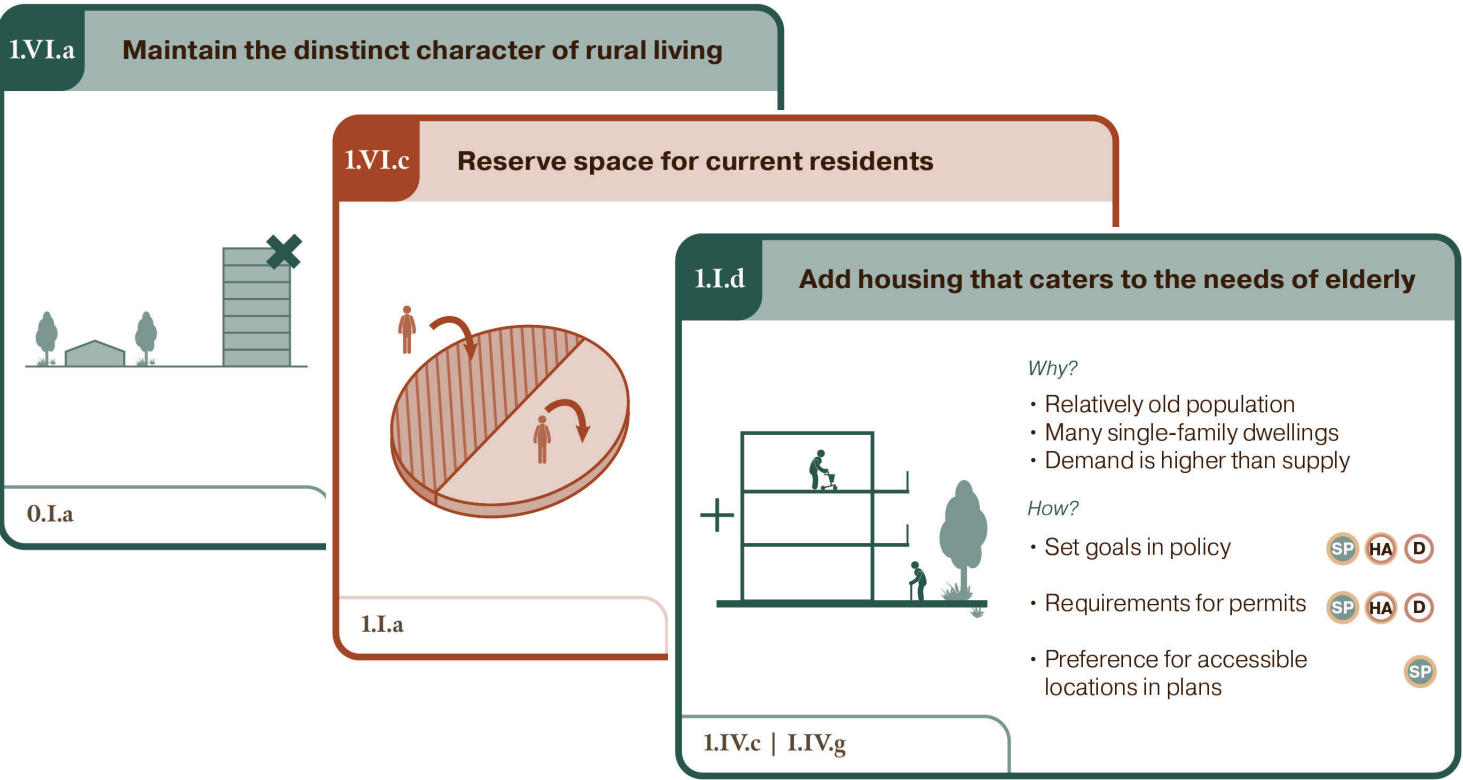 1.VI.a
Maintain the dinstinct character of rural living
0.I.a
1.VI.c
Reserve space for current residents
1.I.a
1.I.d
Add housing that caters to the needs of elderly
Why?
• Relatively old population
• Many single-family dwellings
• Demand is higher than supply
How?
• Set goals in policy SP HA D
• Requirements for permits SP HA D
• Preference for accessible
locations in plans SP
1.IV.c | I.IV.g